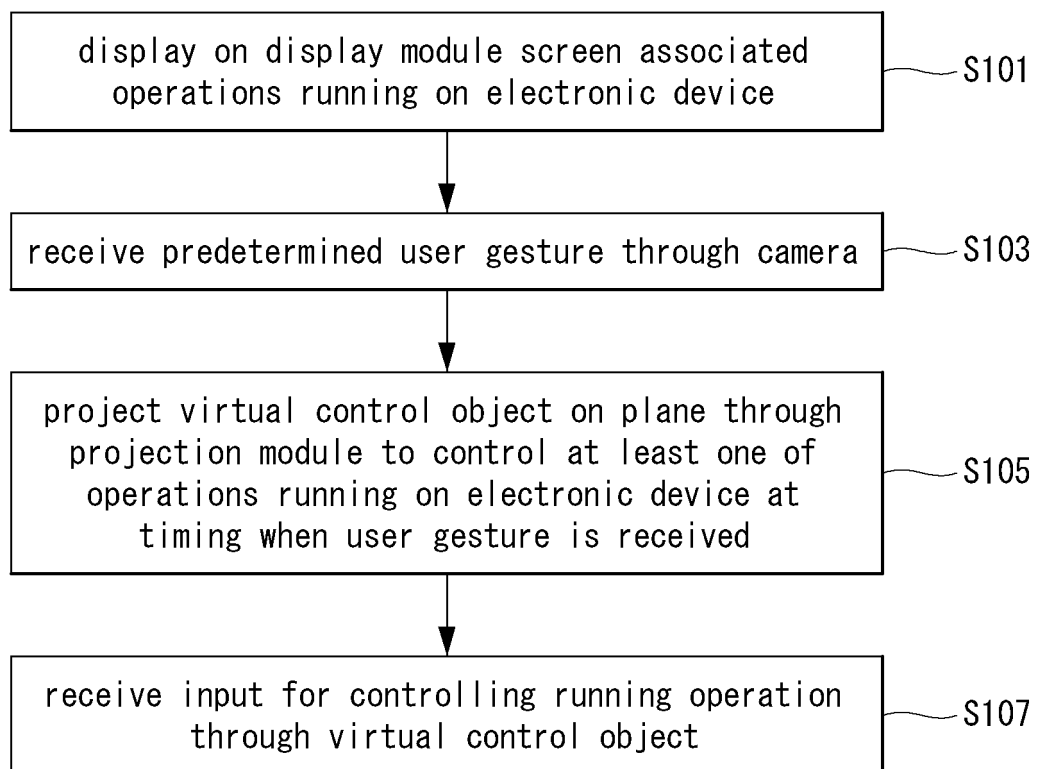 display on display module screen associated
operations running on electronic device
S101
receive predetermined user gesture through camera
S103
project virtual control object on plane through
projection module to control at least one of
operations running on electronic device at
timing when user gesture is received
S105
receive input for controlling running operation
through virtual control object
S107